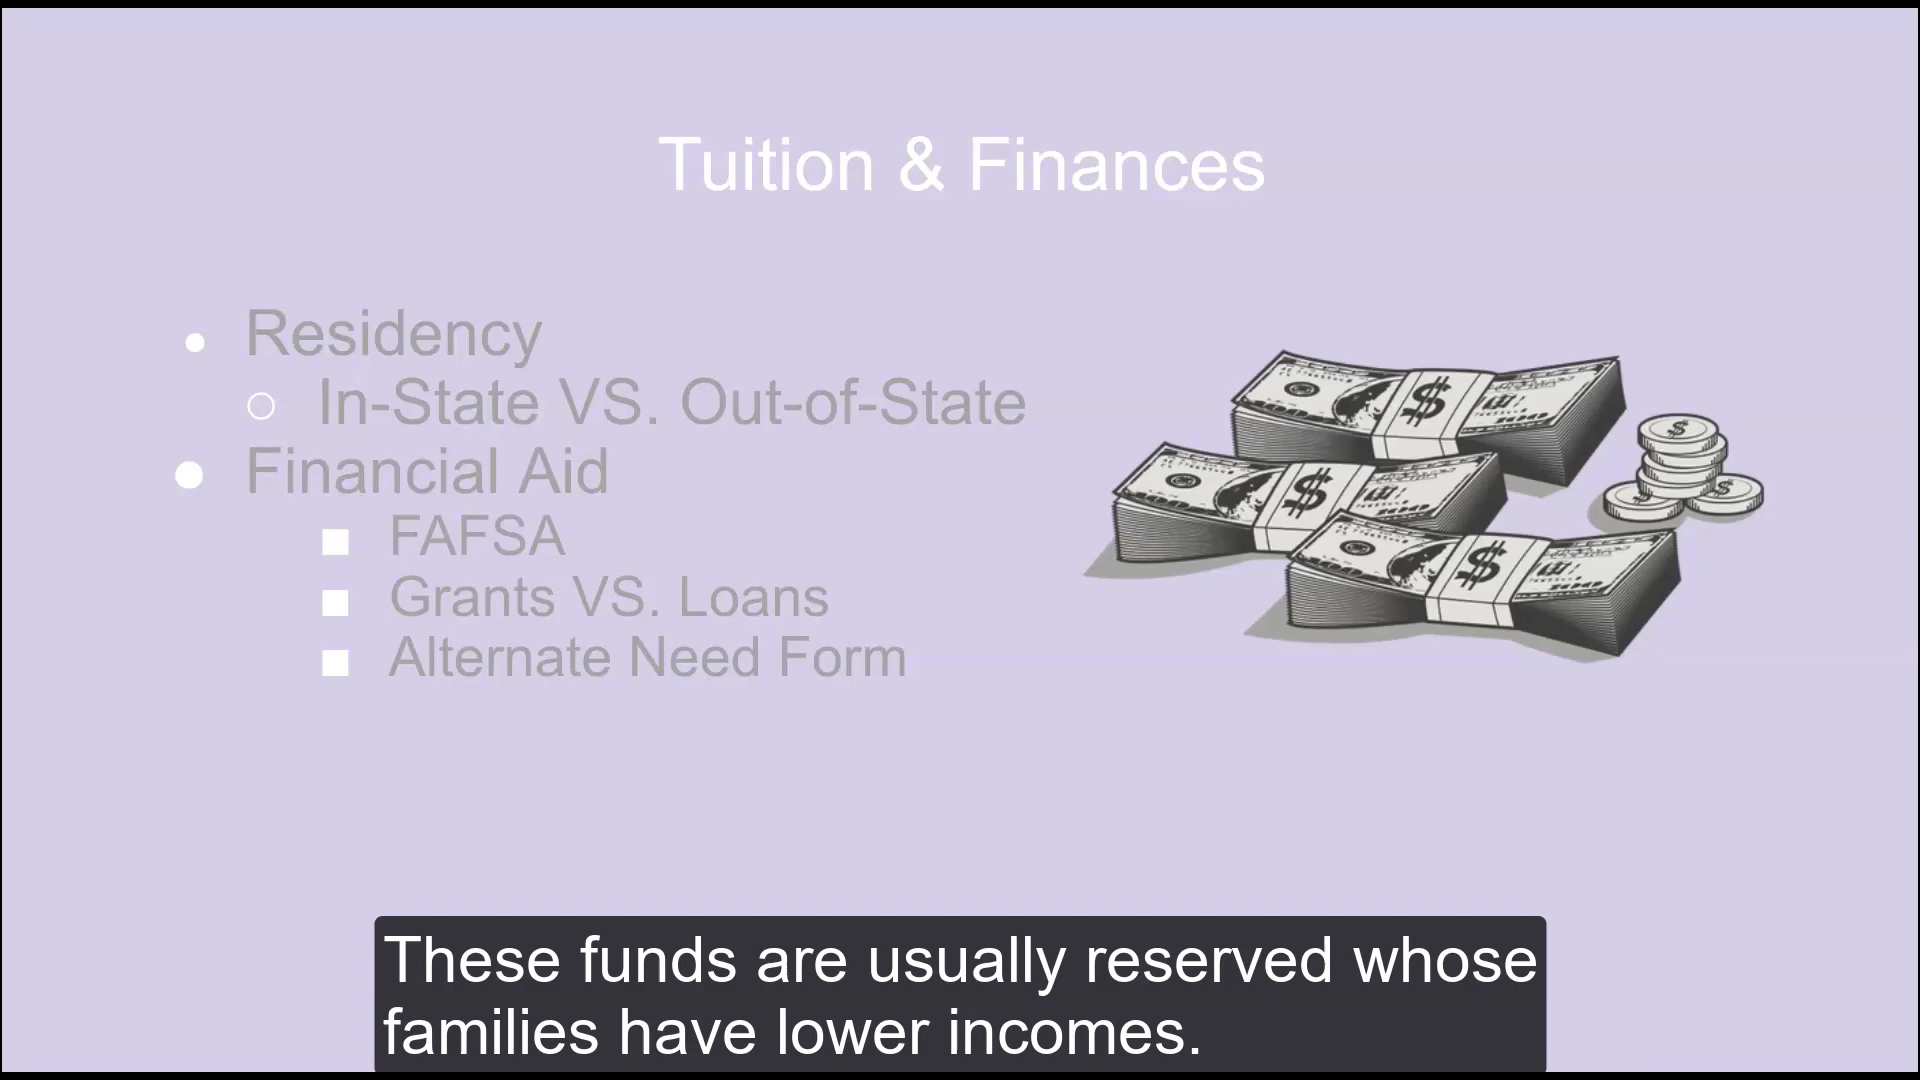 Tuition & Finances
Residency
In-State VS. Out-of-State
Financial Aid
FAFSA
Grants VS. Loans
Alternate Need Form
These funds are usually reserved whose
families have lower incomes.